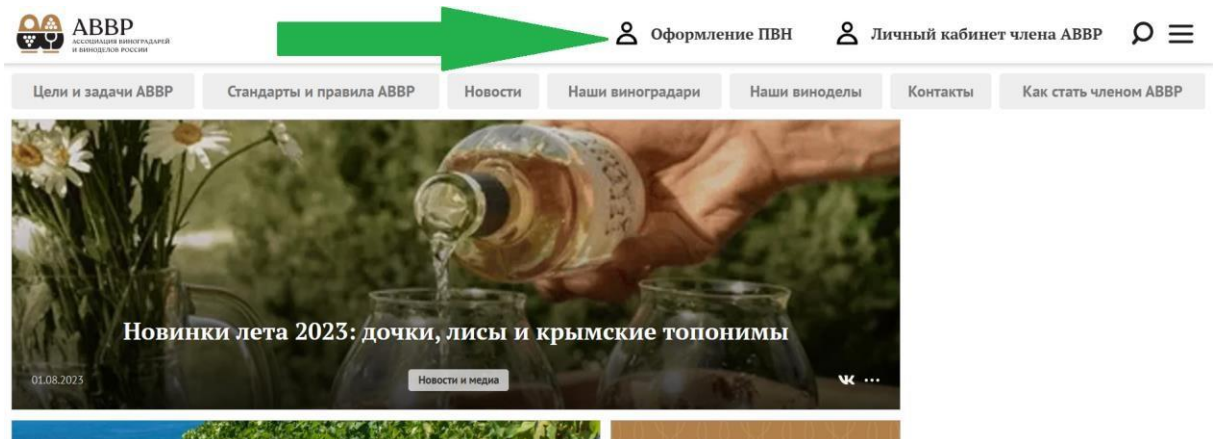 АВВР
АССОЦИАЦИЯ ВИНОГРАДАРЕЙ
И ВИНОДЕЛОВ РОССИИ
Оформление ПВН
Личный кабинет члена АВВР
Цели и задачи АВВР
Стандарты и правила АВВР
Новости
Наши виноградари
Наши виноделы
Контакты
Как стать членом АВВР
Новинки лета 2023: дочки, лисы и крымские топонимы
01.08.2023
Новости и медиа